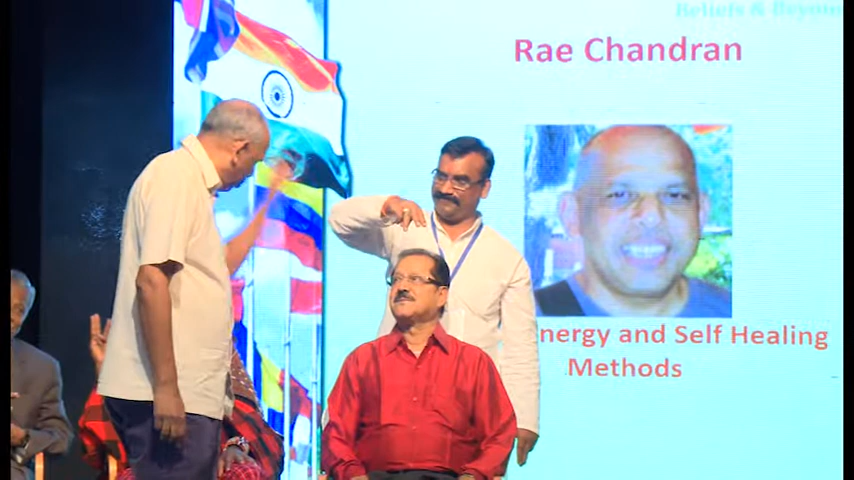 Beliefs & Beyond
Rae Chandran
nergy and Self Healing
Methods